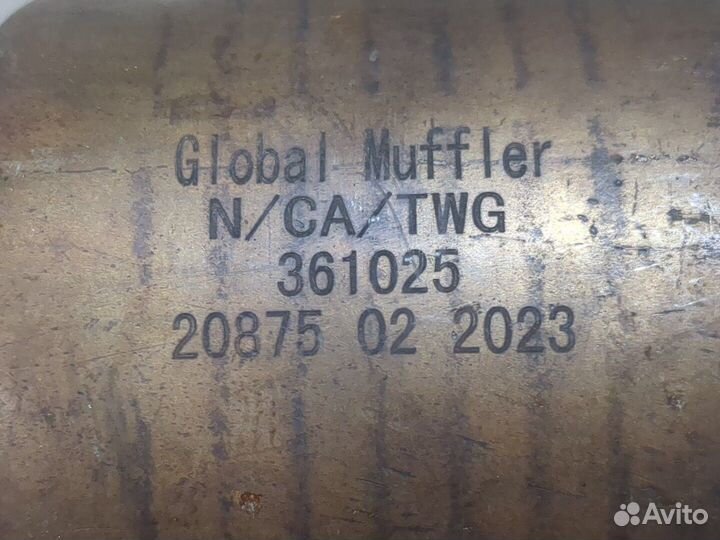 Global Muffler
N/CA/TWG
361025
20875 02 2023
Avito